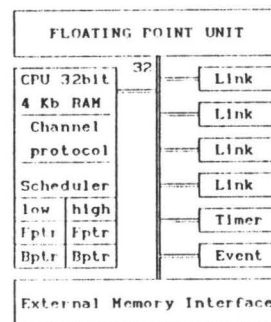 FLOATING POINT UNIT
CPU 32bit
4 Kb RAM
Channel
protocol
Scheduler
low high
Fptr Fptr
Bptr Bptr
32
Link
Link
Link
Link
Timer
Event
External Memory Interface